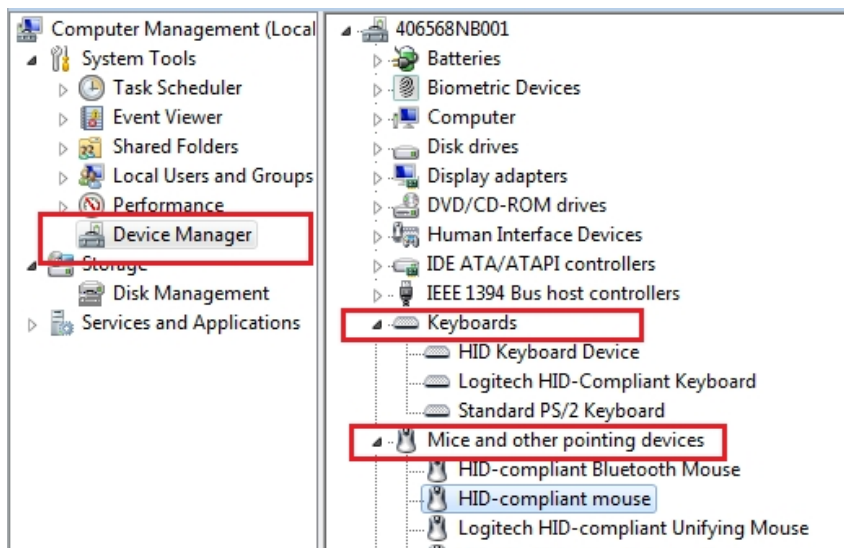 Computer Management (Local
System Tools
Task Scheduler
Event Viewer
Shared Folders
Local Users and Groups
Performance
Device Manager
Storage
Disk Management
Services and Applications
406568NB001
Batteries
Biometric Devices
Computer
Disk drives
Display adapters
DVD/CD-ROM drives
Human Interface Devices
IDE ATA/ATAPI controllers
IEEE 1394 Bus host controllers
Keyboards
HID Keyboard Device
Logitech HID-Compliant Keyboard
Standard PS/2 Keyboard
Mice and other pointing devices
HID-compliant Bluetooth Mouse
HID-compliant mouse
Logitech HID-compliant Unifying Mouse